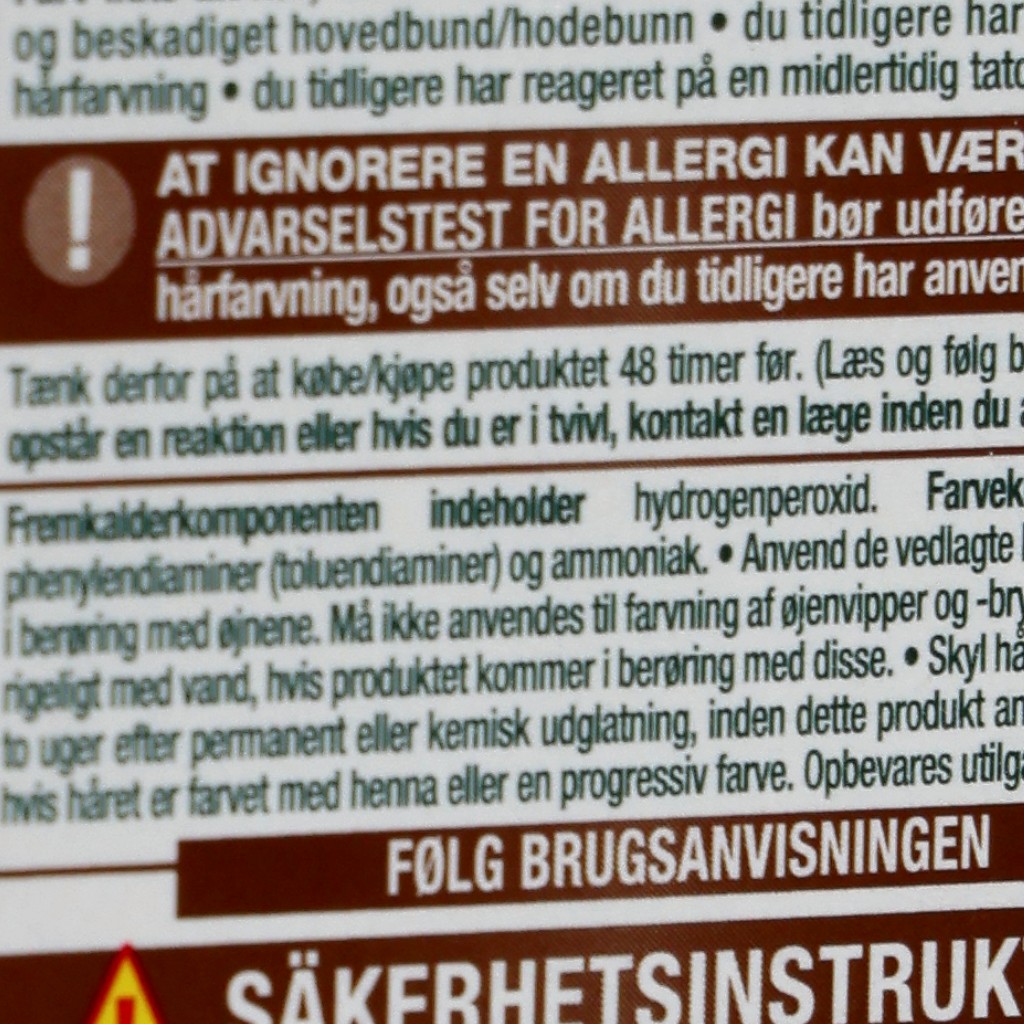 og beskadiget hovedbund/hodebunn • du tidligere har
hårfarvning • du tidligere har reageret på en midlertidig tato
AT IGNORERE EN ALLERGI KAN VÆR
ADVARSELSTEST FOR ALLERGI bør udføre
hårfarvning, også selv om du tidligere har anven
Tænk derfor på at købe/kjøpe produktet 48 timer før. (Læs og følg b
opstår en reaktion eller hvis du er i tvivl, kontakt en læge inden du a
Fremkalderkomponenten indeholder hydrogenperoxid. Farvek
phenylendiaminer (toluendiaminer) og ammoniak. • Anvend de vedlagte
i berøring med øjnene. Må ikke anvendes til farvning af øjenvipper og -bry
rigeligt med vand, hvis produktet kommer i berøring med disse. • Skyl hå
to uger efter permanent eller kemisk udglatning, inden dette produkt an
hvis håret er farvet med henna eller en progressiv farve. Opbevares utilgæ
FØLG BRUGSANVISNINGEN
SÄKERHETSINSTRUK